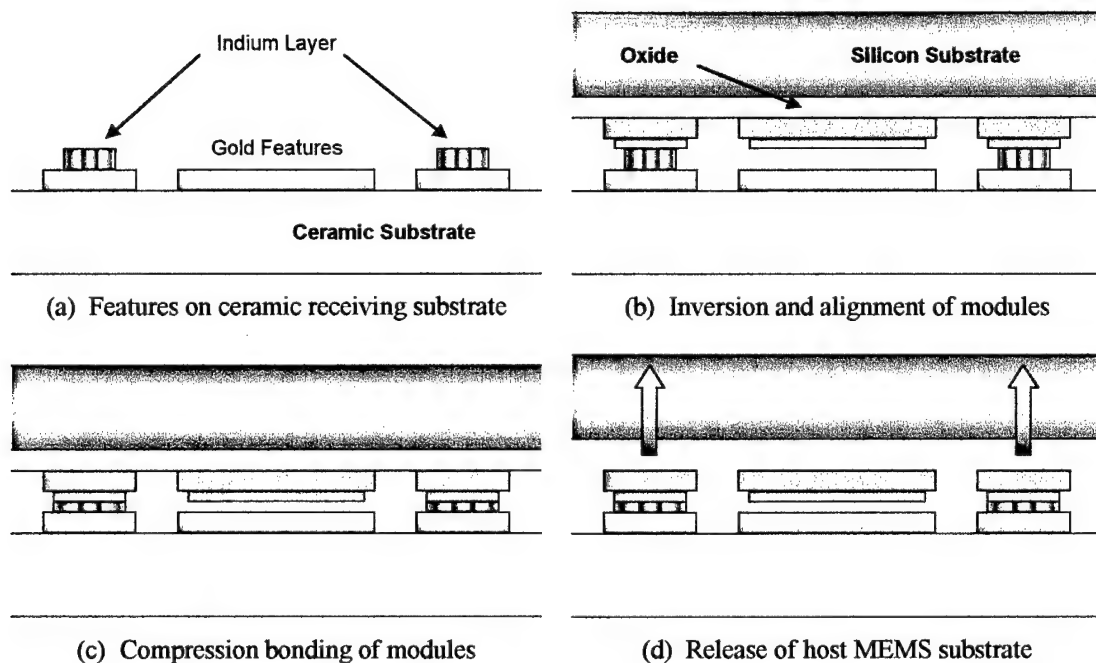 Indium Layer
Gold Features
Ceramic Substrate
(a) Features on ceramic receiving substrate
Oxide
Silicon Substrate
(b) Inversion and alignment of modules
(c) Compression bonding of modules
(d) Release of host MEMS substrate